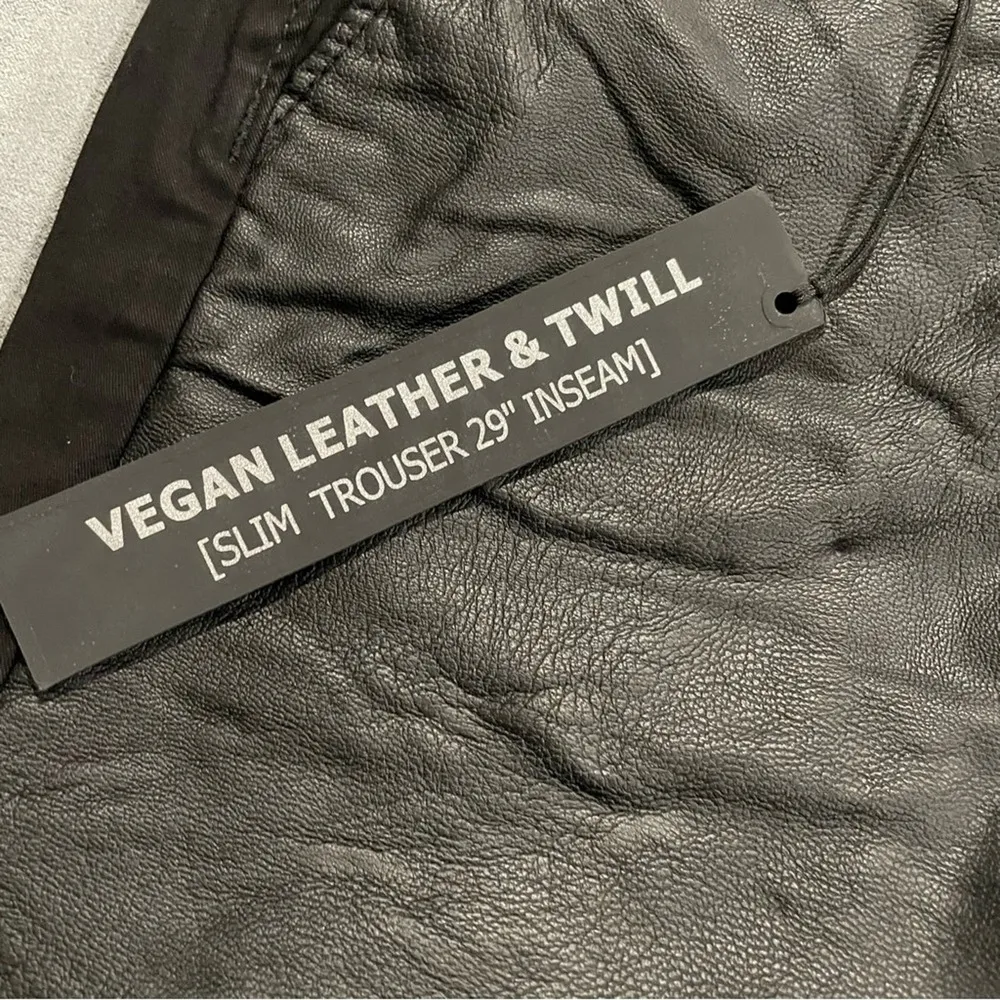 VEGAN LEATHER & TWILL
[SLIM TROUSER 29" INSEAM]